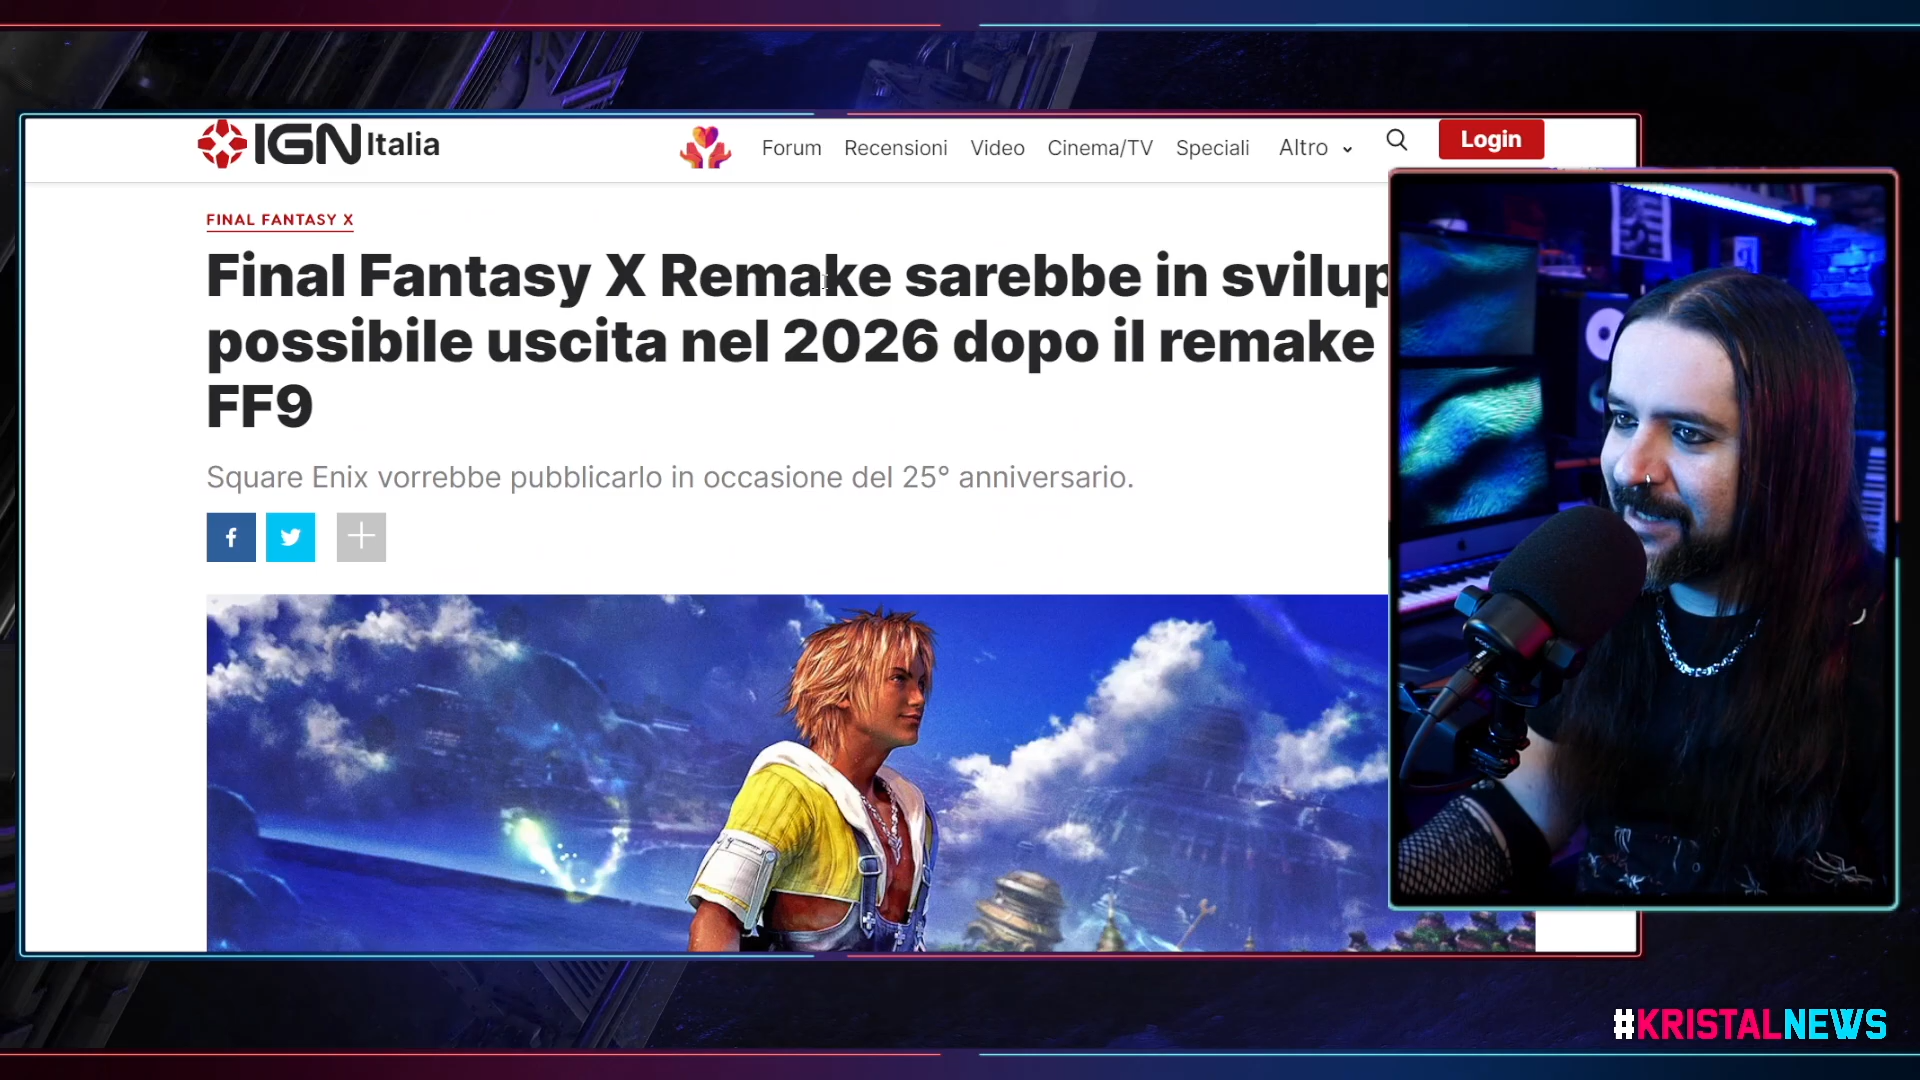 IGN Italia
Forum Recensioni Video Cinema/TV Speciali Altro Login
FINAL FANTASY X
Final Fantasy X Remake sarebbe in
possibile uscita nel 2026 dopo il remake
FF9
Square Enix vorrebbe pubblicarlo in occasione del 25° anniversario.
#KRISTALNEWS